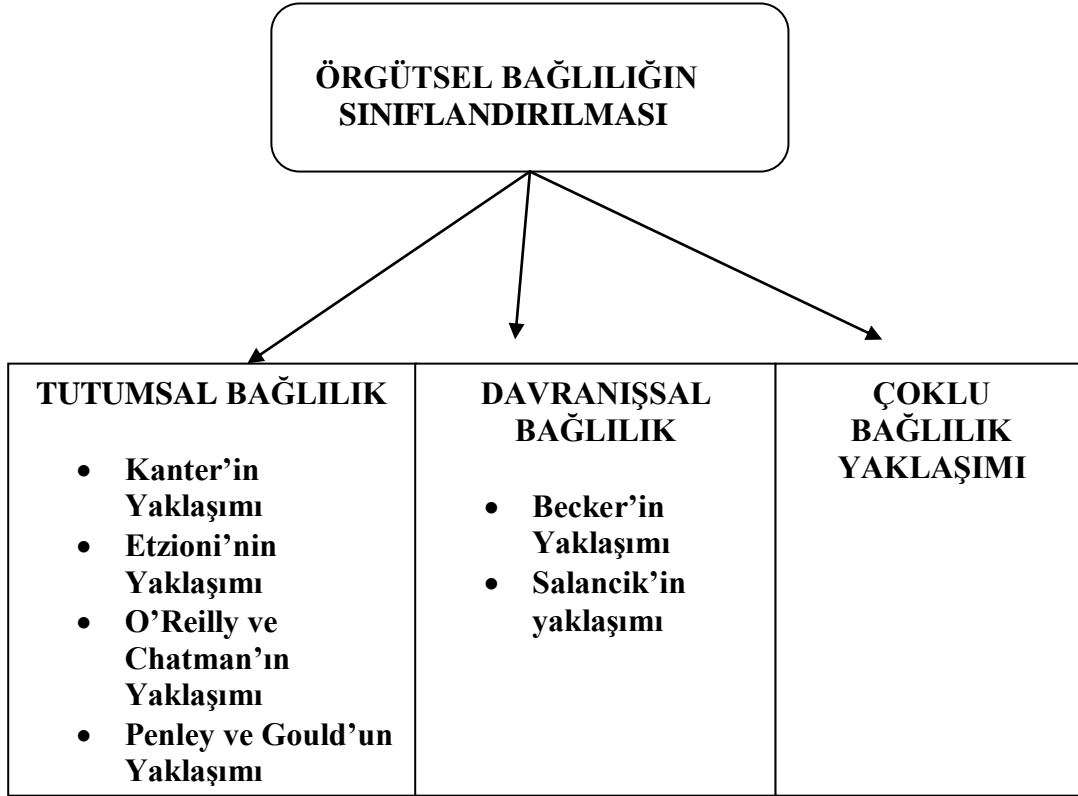 ÖRGÜTSEL BAĞLILIĞIN
SINIFLANDIRILMASI
TUTUMSAL BAĞLILIK
• Kanter’in
Yaklaşımı
• Etzioni’nin
Yaklaşımı
• O’Reilly ve
Chatman’ın
Yaklaşımı
• Penley ve Gould’un
Yaklaşımı
DAVRANIŞSAL
BAĞLILIK
• Becker’in
Yaklaşımı
• Salancik’in
yaklaşımı
ÇOKLU
BAĞLILIK
YAKLAŞIMI